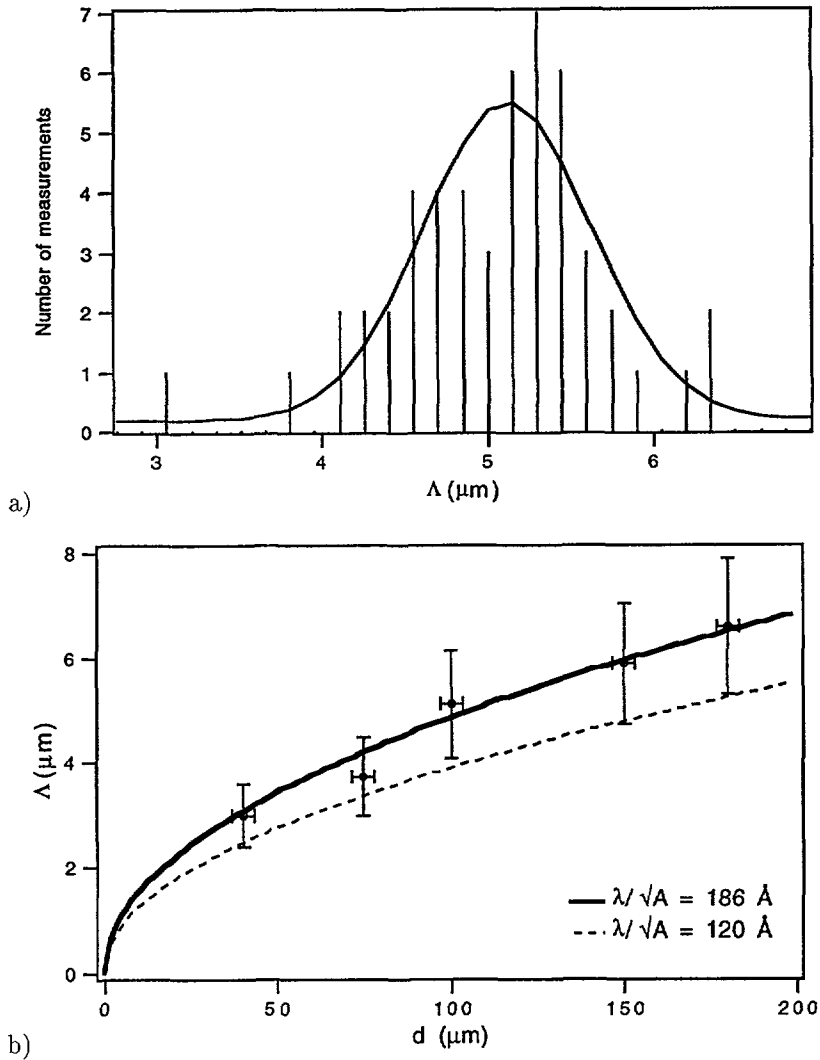 7
6
5
4
3
2
1
0
Number of measurements
3 4 5 6
Λ (μm)
a)
8
6
4
2
0
Λ (μm)
λ/√A = 186 Å
λ/√A = 120 Å
0 50 100 150 200
d (μm)
b)